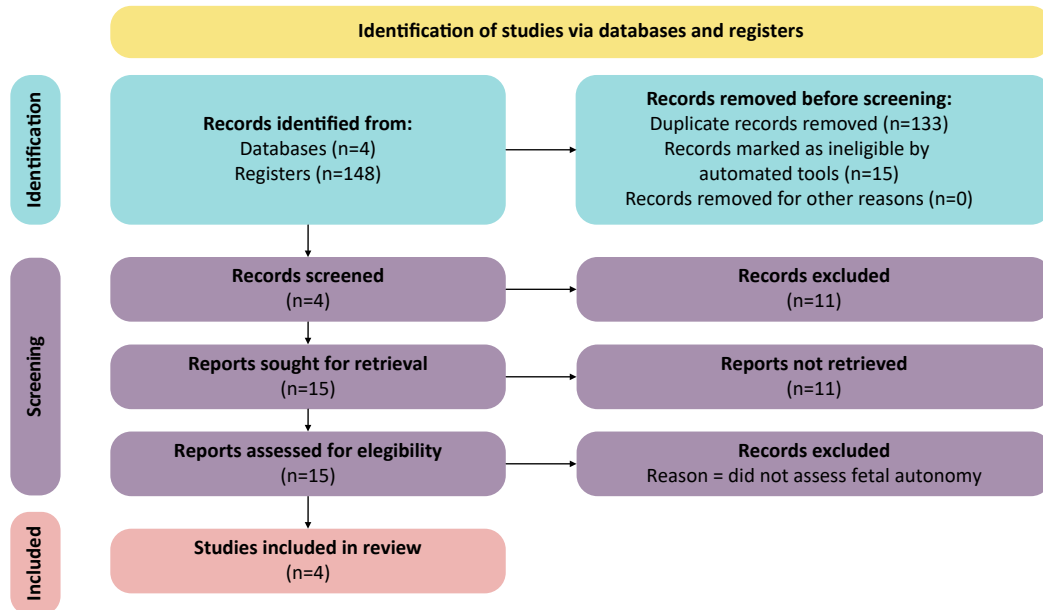 Identification of studies via databases and registers
Identification
Records identified from:
Databases (n=4)
Registers (n=148)
Records removed before screening:
Duplicate records removed (n=133)
Records marked as ineligible by
automated tools (n=15)
Records removed for other reasons (n=0)
Screening
Records screened
(n=4)
Records excluded
(n=11)
Reports sought for retrieval
(n=15)
Reports not retrieved
(n=11)
Reports assessed for elegibility
(n=15)
Records excluded
Reason = did not assess fetal autonomy
Included
Studies included in review
(n=4)